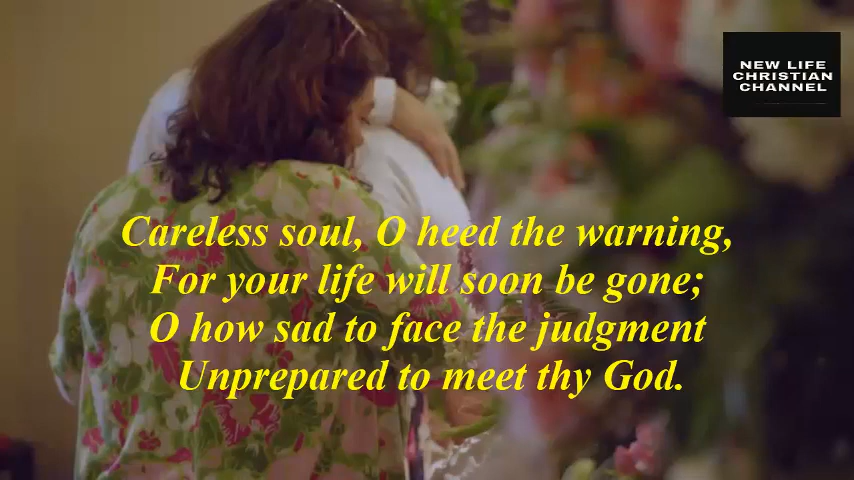 NEW LIFE
CHRISTIAN
CHANNEL
Careless soul, O heed the warning,
For your life will soon be gone;
O how sad to face the judgment
Unprepared to meet thy God.